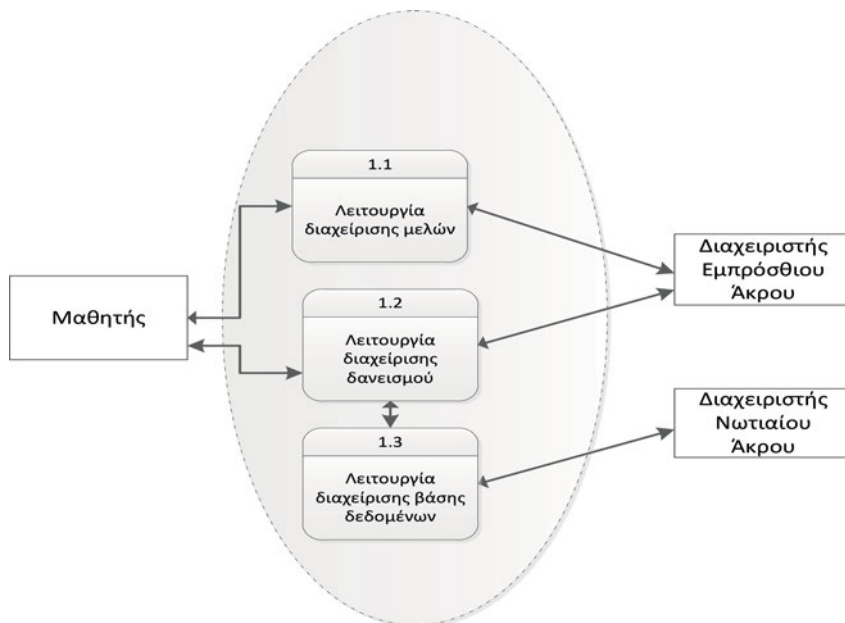 1.1
Λειτουργία
διαχείρισης μελών
Μαθητής
1.2
Λειτουργία
διαχείρισης
δανεισμού
1.3
Λειτουργία
διαχείρισης βάσης
δεδομένων
Διαχειριστής
Εμπρόσθιου
Άκρου
Διαχειριστής
Νωτιαίου
Άκρου